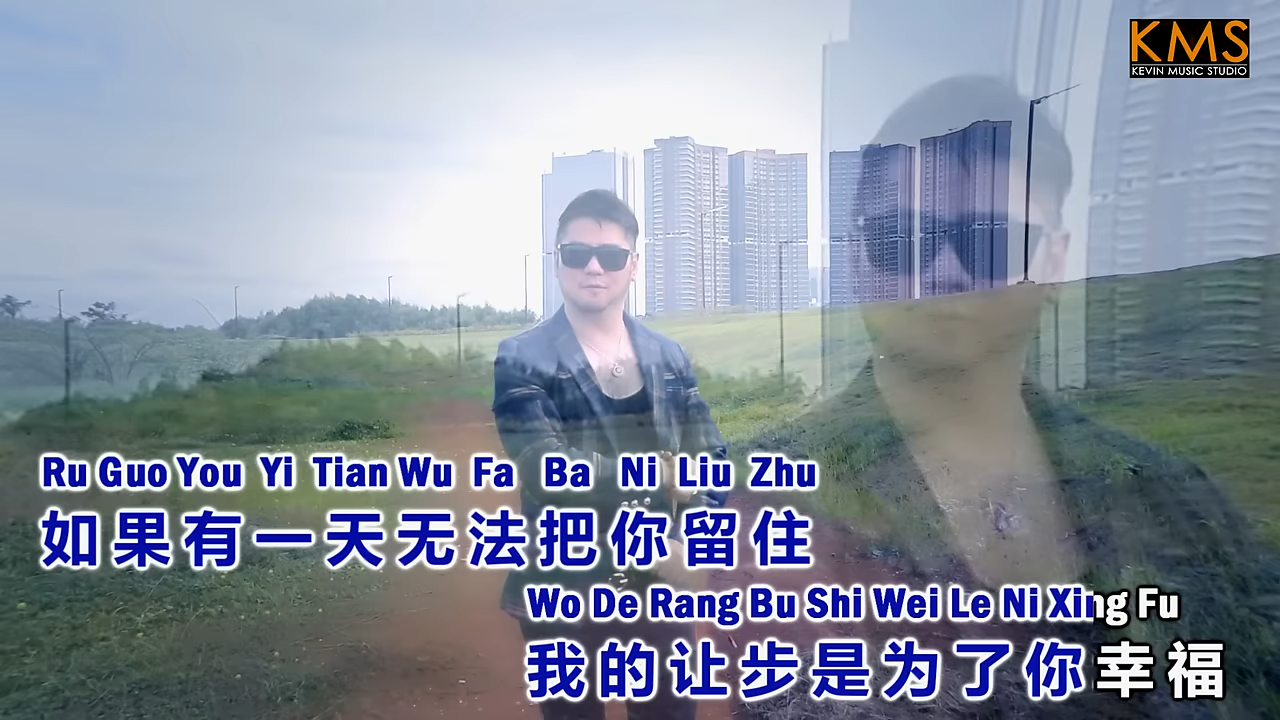 KMS
KEVIN MUSIC STUDIO
Ru Guo You Yi Tian Wu Fa Ba Ni Liu Zhu
如果有一天无法把你留住
Wo De Rang Bu Shi Wei Le Ni Xing Fu
我的让步是为了你幸福